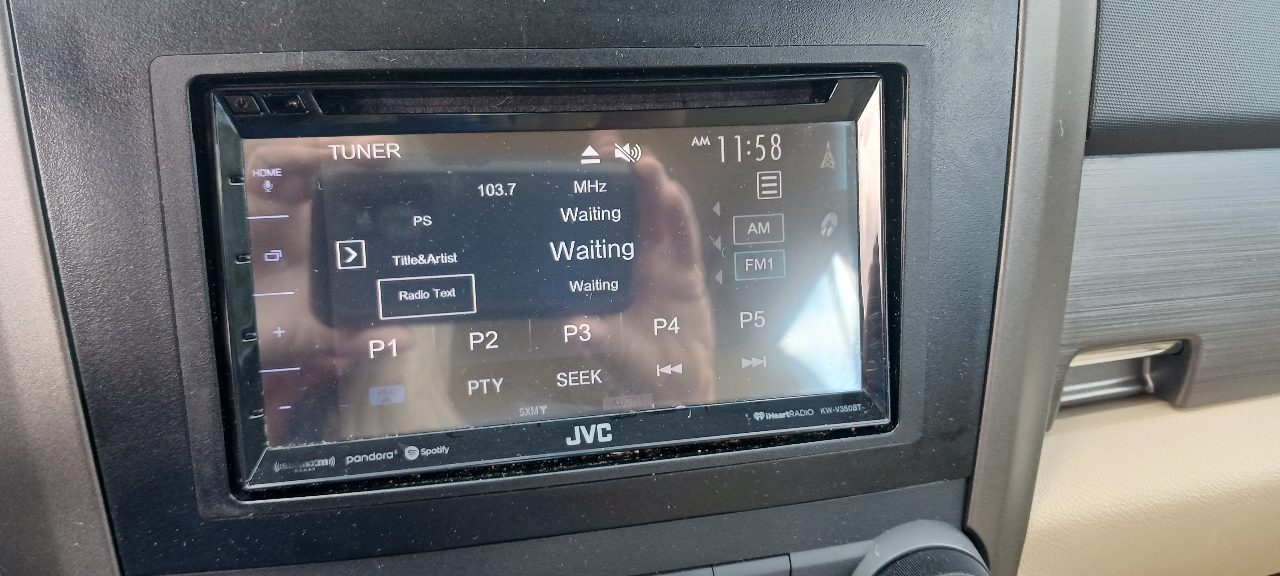 TUNER
AM 11:58
HOME
103.7 MHz
PS Waiting
Title&Artist Waiting
Radio Text Waiting
AM
FM1
P1 P2 P3 P4 P5
PTY SEEK
SXM
JVC
iHeartRADIO KW-V350BT
pandora Spotify